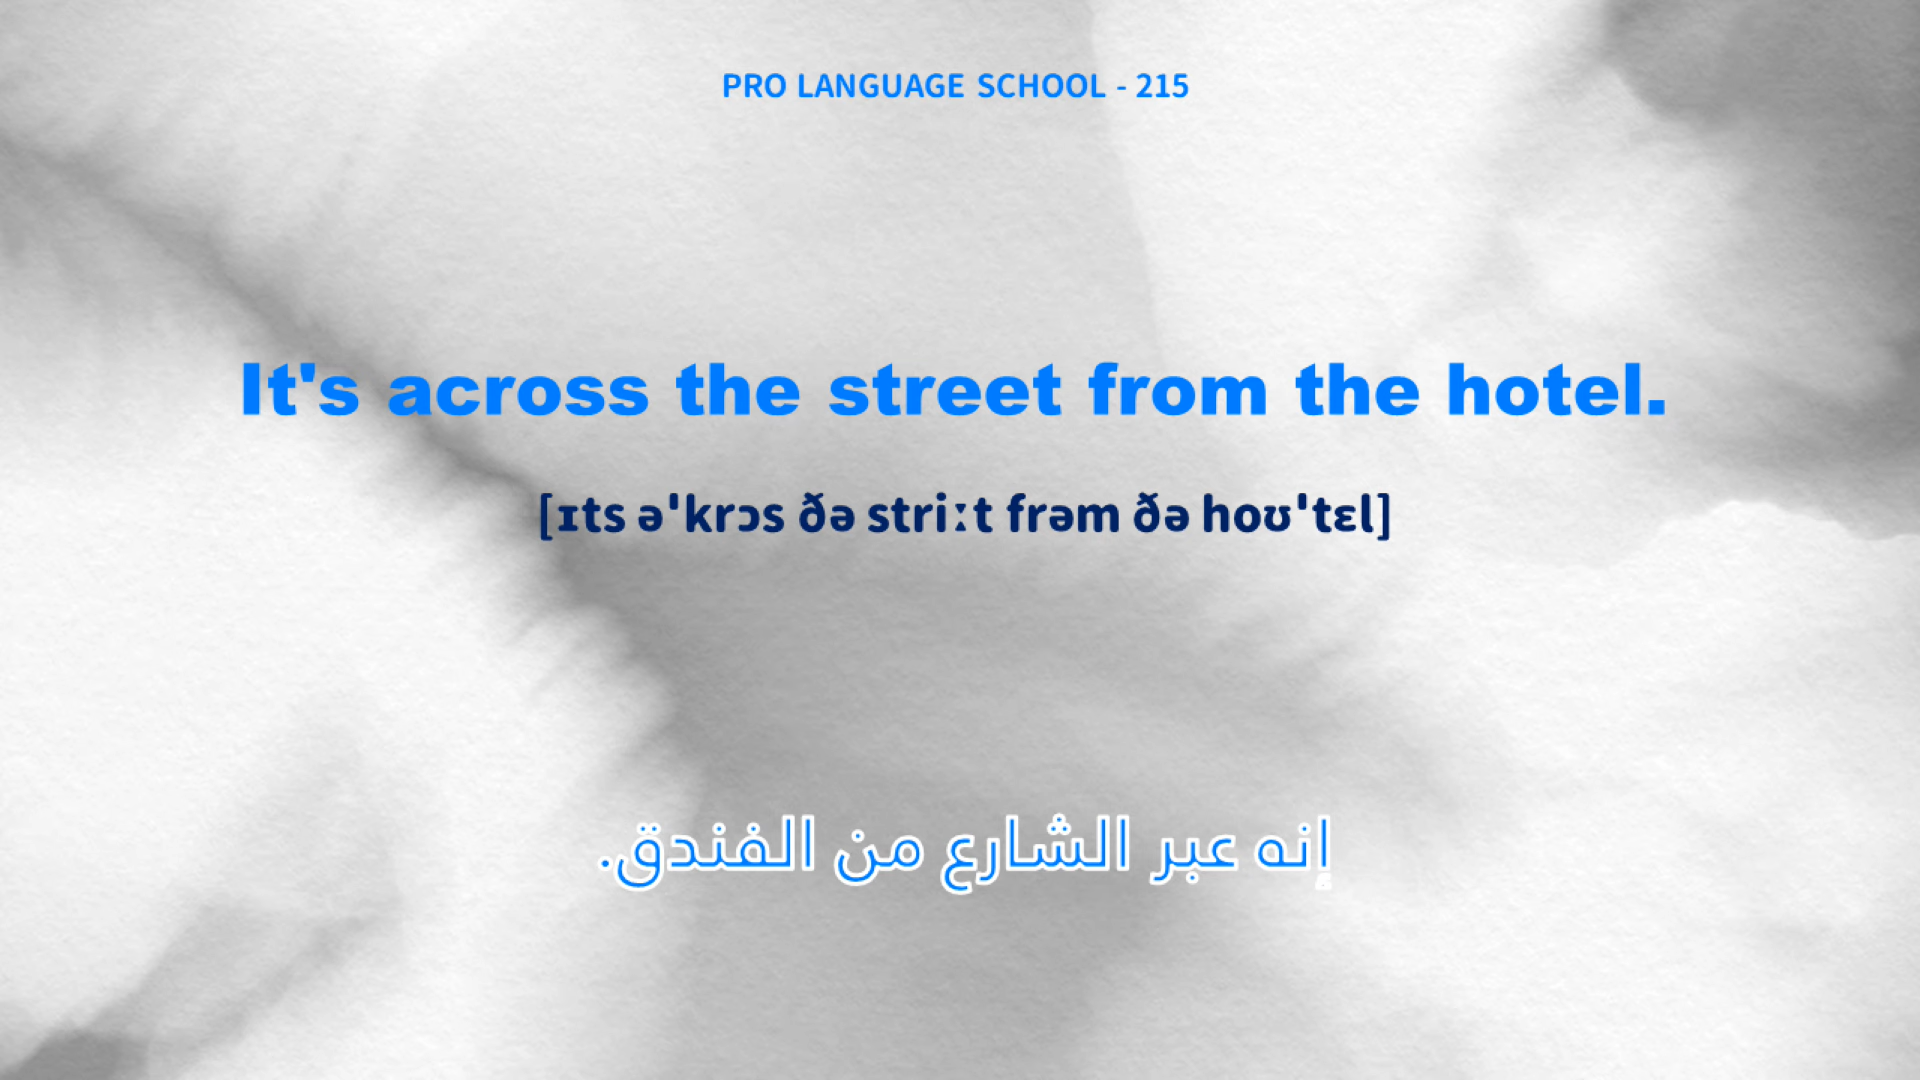 PRO LANGUAGE SCHOOL - 215
It's across the street from the hotel.
[ɪts ə'krɔs ðə striːt frəm ðə hoʊ'tɛl]
إنه عبر الشارع من الفندق.